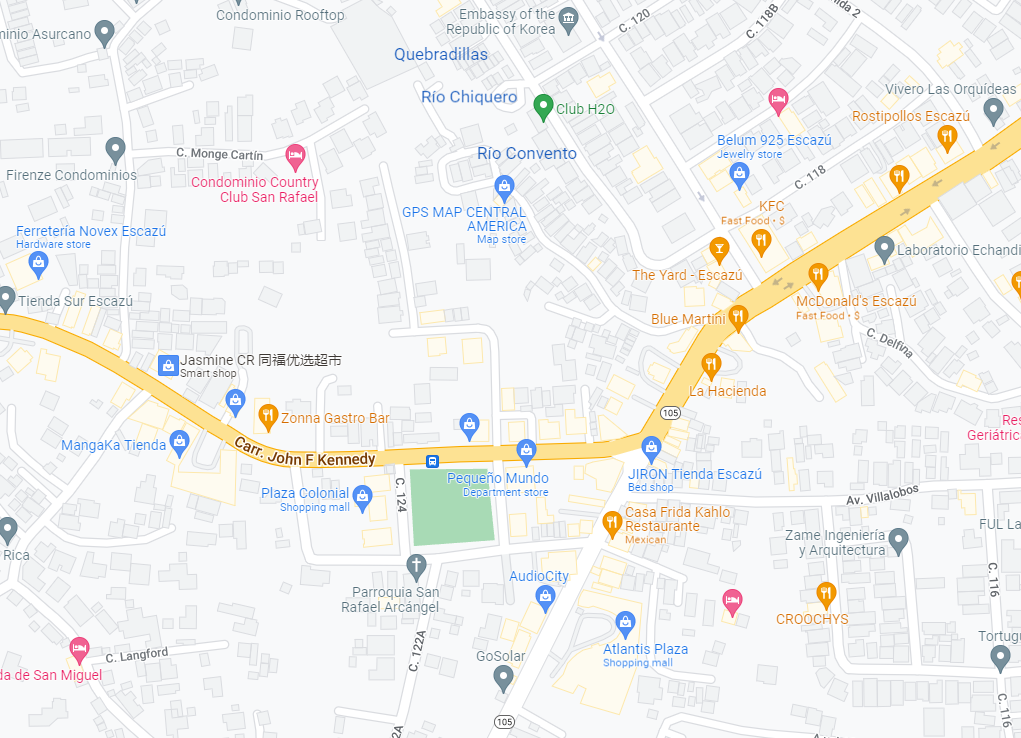 Condominio Rooftop
Embassy of the
Republic of Korea
C. 120
C. 118B
nida 2
minio Asurcano
Quebradillas
Río Chiquero
Club H2O
Vivero Las Orquídeas
Rostipollos Escazú
Belum 925 Escazú
Jewelry store
C. Monge Cartín
Firenze Condominios
Río Convento
C. 118
Condominio Country
Club San Rafael
GPS MAP CENTRAL
AMERICA
Map store
KFC
Fast Food • $
Ferretería Novex Escazú
Hardware store
Laboratorio Echandi
The Yard - Escazú
Tienda Sur Escazú
McDonald's Escazú
Fast Food • $
Blue Martini
C. Delfina
Jasmine CR 同福优选超市
Smart shop
La Hacienda
105
Zonna Gastro Bar
Res
Geriátric
MangaKa Tienda
Carr. John F Kennedy
Pequeño Mundo
Department store
JIRON Tienda Escazú
Bed shop
C. 124
Plaza Colonial
Shopping mall
Av. Villalobos
Casa Frida Kahlo
Restaurante
Mexican
FUL La
Zame Ingeniería
y Arquitectura
Rica
C. 116
AudioCity
Parroquia San
Rafael Arcángel
CROOCHYS
C. 122A
Tortug
C. Langford
GoSolar
Atlantis Plaza
Shopping mall
da de San Miguel
C. 116
105
2A